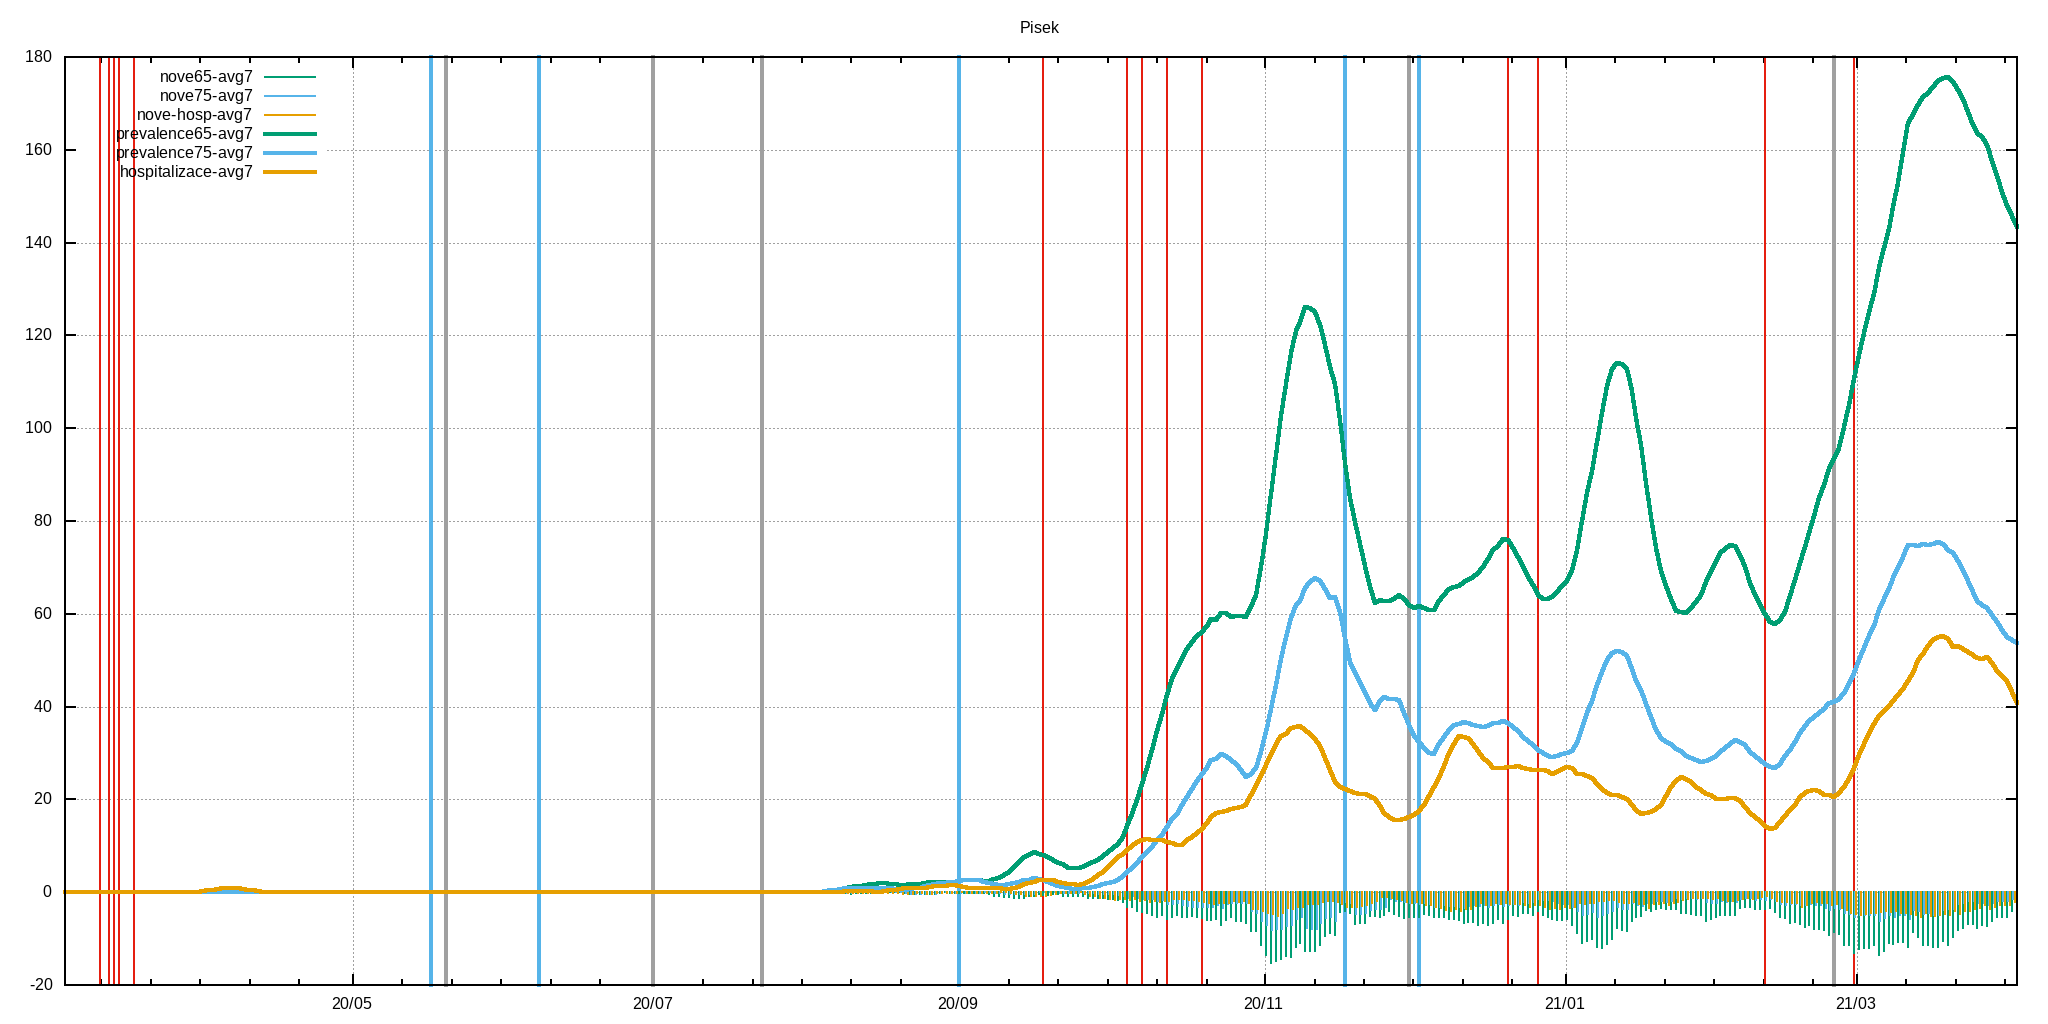 Pisek
180
160
140
120
100
80
60
40
20
0
-20
nove65-avg7
nove75-avg7
nove-hosp-avg7
prevalence65-avg7
prevalence75-avg7
hospitalizace-avg7
20/05 20/07 20/09 20/11 21/01 21/03